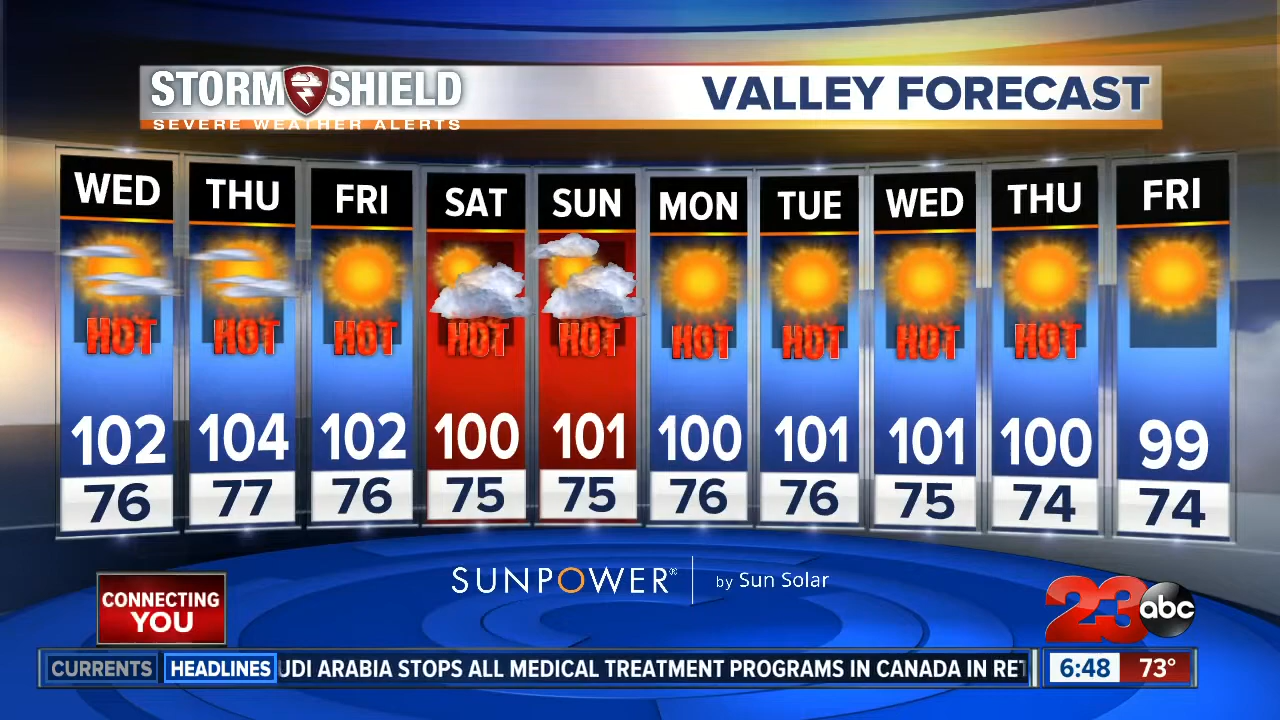 STORM SHIELD
SEVERE WEATHER ALERTS
VALLEY FORECAST
WED THU FRI SAT SUN MON TUE WED THU FRI
HOT HOT HOT HOT HOT HOT HOT HOT HOT
102 104 102 100 101 100 101 101 100 99
76 77 76 75 75 76 76 75 74 74
SUNPOWER® by Sun Solar
CONNECTING
YOU
23 abc
CURRENTS HEADLINES UDI ARABIA STOPS ALL MEDICAL TREATMENT PROGRAMS IN CANADA IN RET 6:48 73°